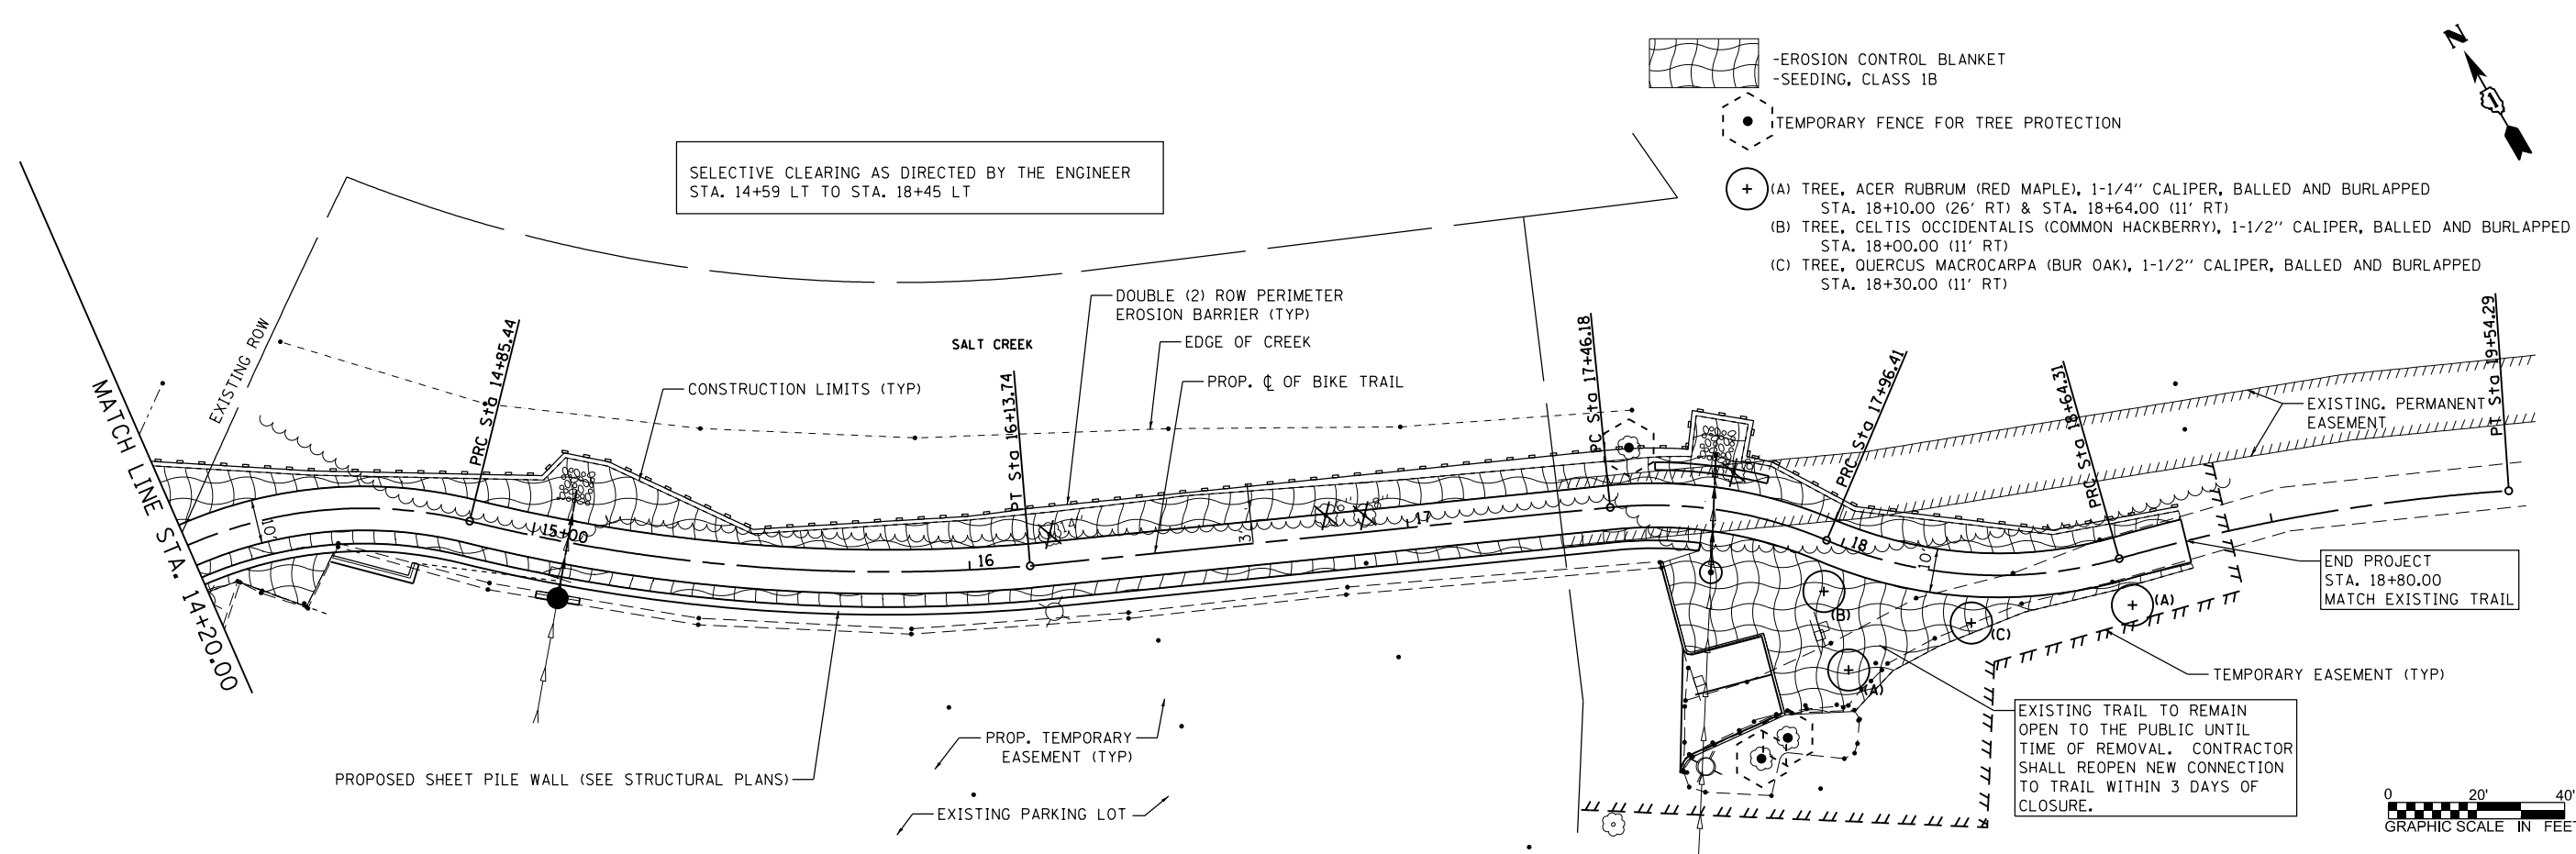 N
-EROSION CONTROL BLANKET
-SEEDING, CLASS 1B
TEMPORARY FENCE FOR TREE PROTECTION
(A) TREE, ACER RUBRUM (RED MAPLE), 1-1/4" CALIPER, BALLED AND BURLAPPED
STA. 18+10.00 (26' RT) & STA. 18+64.00 (11' RT)
(B) TREE, CELTIS OCCIDENTALIS (COMMON HACKBERRY), 1-1/2" CALIPER, BALLED AND BURLAPPED
STA. 18+00.00 (11' RT)
(C) TREE, QUERCUS MACROCARPA (BUR OAK), 1-1/2" CALIPER, BALLED AND BURLAPPED
STA. 18+30.00 (11' RT)
SELECTIVE CLEARING AS DIRECTED BY THE ENGINEER
STA. 14+59 LT TO STA. 18+45 LT
DOUBLE (2) ROW PERIMETER
EROSION BARRIER (TYP)
SALT CREEK
EDGE OF CREEK
PROP. ℄ OF BIKE TRAIL
CONSTRUCTION LIMITS (TYP)
EXISTING ROW
MATCH LINE STA. 14+20.00
PRC Sta 14+85.44
PT Sta 16+13.74
PC Sta 17+46.18
PRC Sta 17+96.41
PRC Sta 18+64.31
PT Sta 19+54.29
EXISTING. PERMANENT
EASEMENT
10'
15+00
16
3'
17
18
10'
(B)
(C)
(A)
(A)
END PROJECT
STA. 18+80.00
MATCH EXISTING TRAIL
TEMPORARY EASEMENT (TYP)
EXISTING TRAIL TO REMAIN
OPEN TO THE PUBLIC UNTIL
TIME OF REMOVAL. CONTRACTOR
SHALL REOPEN NEW CONNECTION
TO TRAIL WITHIN 3 DAYS OF
CLOSURE.
PROP. TEMPORARY
EASEMENT (TYP)
PROPOSED SHEET PILE WALL (SEE STRUCTURAL PLANS)
EXISTING PARKING LOT
0 20' 40'
GRAPHIC SCALE IN FEET